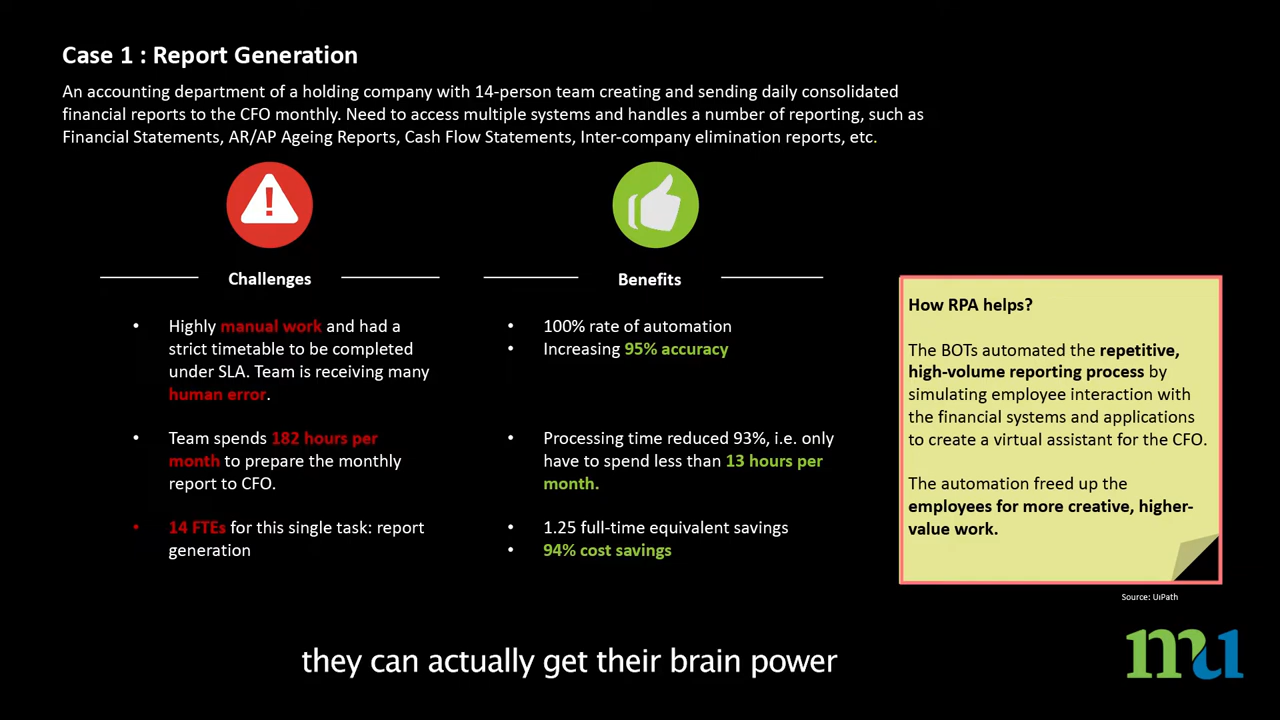 Case 1 : Report Generation
An accounting department of a holding company with 14-person team creating and sending daily consolidated
financial reports to the CFO monthly. Need to access multiple systems and handles a number of reporting, such as
Financial Statements, AR/AP Ageing Reports, Cash Flow Statements, Inter-company elimination reports, etc.
Challenges
• Highly manual work and had a
strict timetable to be completed
under SLA. Team is receiving many
human error.
• Team spends 182 hours per
month to prepare the monthly
report to CFO.
• 14 FTEs for this single task: report
generation
Benefits
• 100% rate of automation
• Increasing 95% accuracy
• Processing time reduced 93%, i.e. only
have to spend less than 13 hours per
month.
• 1.25 full-time equivalent savings
• 94% cost savings
How RPA helps?
The BOTs automated the repetitive,
high-volume reporting process by
simulating employee interaction with
the financial systems and applications
to create a virtual assistant for the CFO.
The automation freed up the
employees for more creative, higher-
value work.
Source: UiPath
they can actually get their brain power
mu